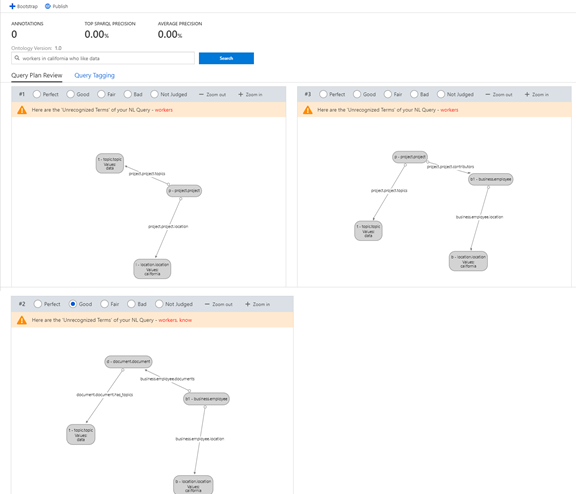 Bootstrap Publish
ANNOTATIONS TOP SPARQL PRECISION AVERAGE PRECISION
0 0.00% 0.00%
Ontology Version: 1.0
workers in california who like data Search
Query Plan Review Query Tagging
#1 Perfect Good Fair Bad Not Judged Zoom out Zoom in
Here are the 'Unrecognized Terms' of your NL Query - workers
t - topic.topic
Values:
data
project.project.topics
p - project.project
project.project.location
l - location.location
Values:
california
#3 Perfect Good Fair Bad Not Judged Zoom out Zoom in
Here are the 'Unrecognized Terms' of your NL Query - workers
p - project.project
project.project.contributors
b1 - business.employee
project.project.topics
business.employee.location
t - topic.topic
Values:
data
b - location.location
Values:
california
#2 Perfect Good Fair Bad Not Judged Zoom out Zoom in
Here are the 'Unrecognized Terms' of your NL Query - workers, know
d - document.document
business.employee.documents
document.document.has_topics
b1 - business.employee
t - topic.topic
Values:
data
business.employee.location
b - location.location
Values:
california